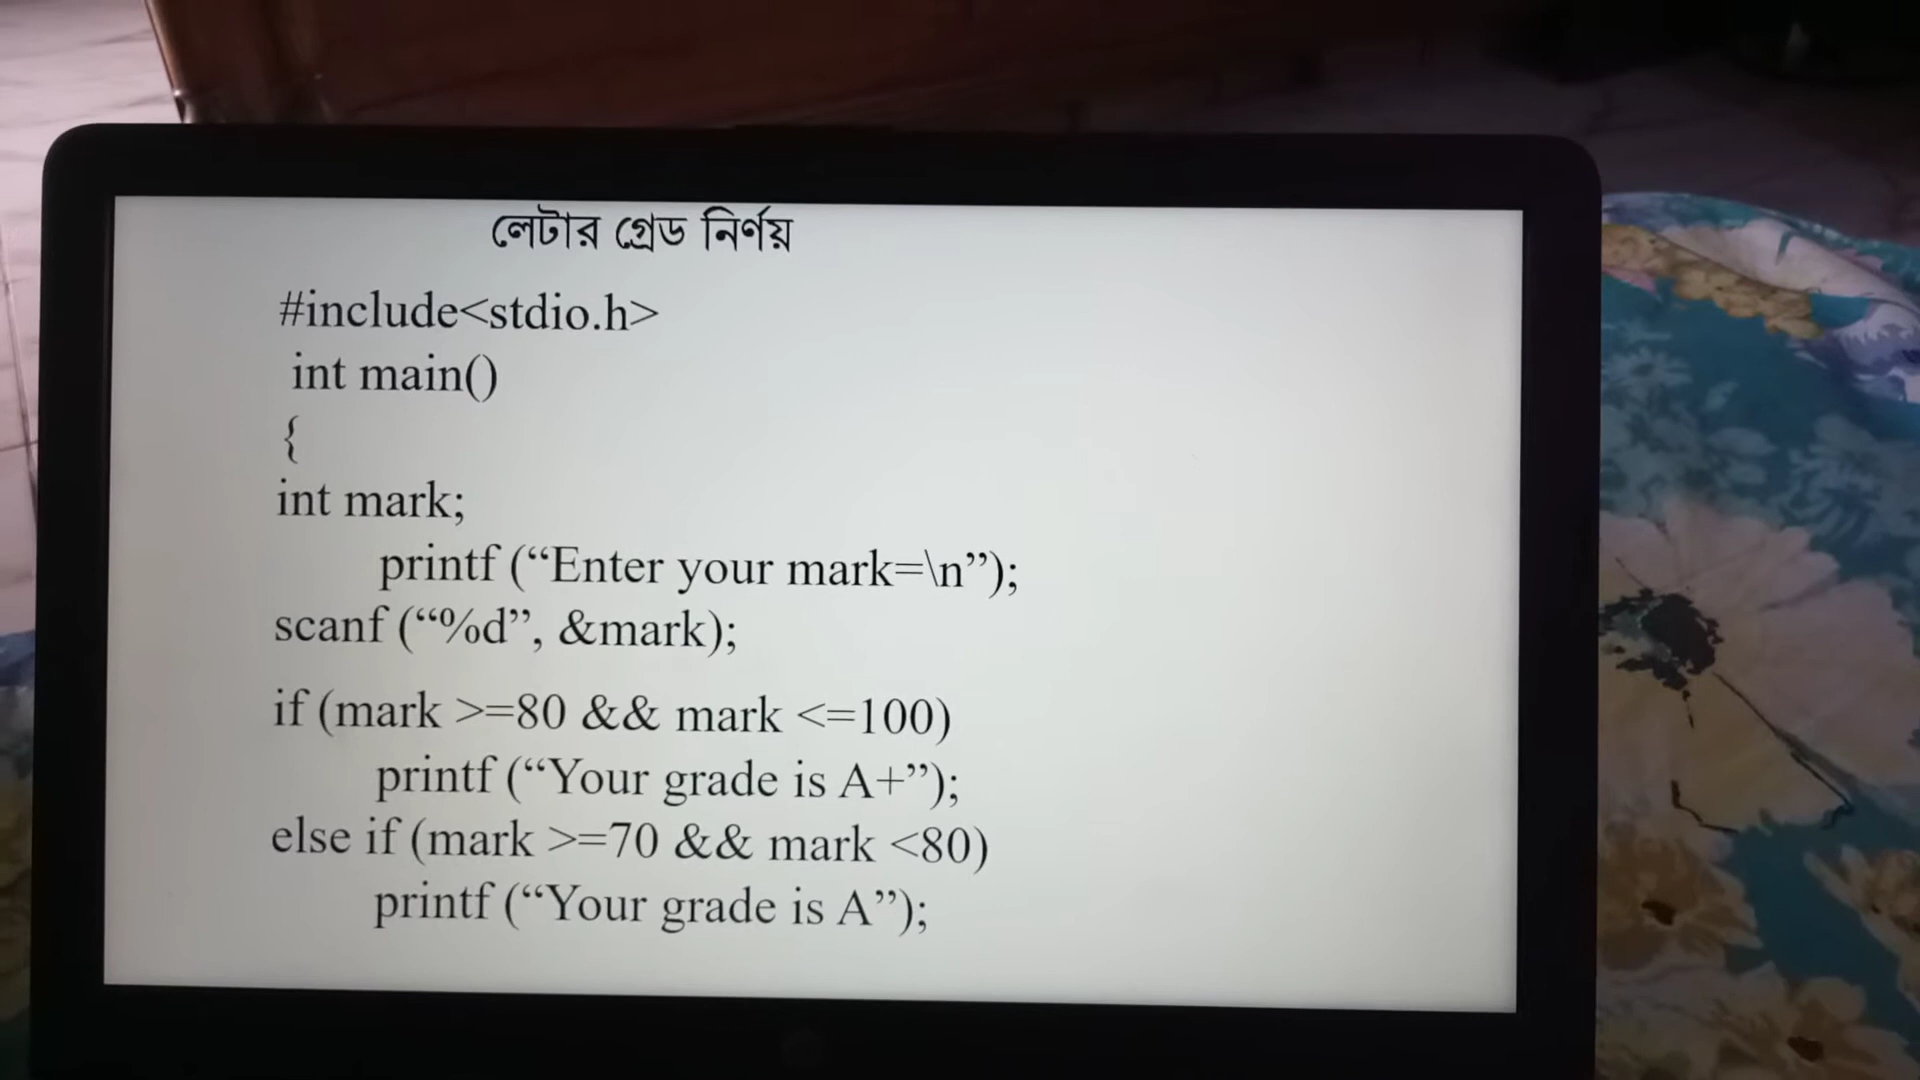 লেটার গ্রেড নির্ণয়
#include<stdio.h>
int main()
{
int mark;
printf (“Enter your mark=\n”);
scanf (“%d”, &mark);
if (mark >=80 && mark <=100)
printf (“Your grade is A+”);
else if (mark >=70 && mark <80)
printf (“Your grade is A”);